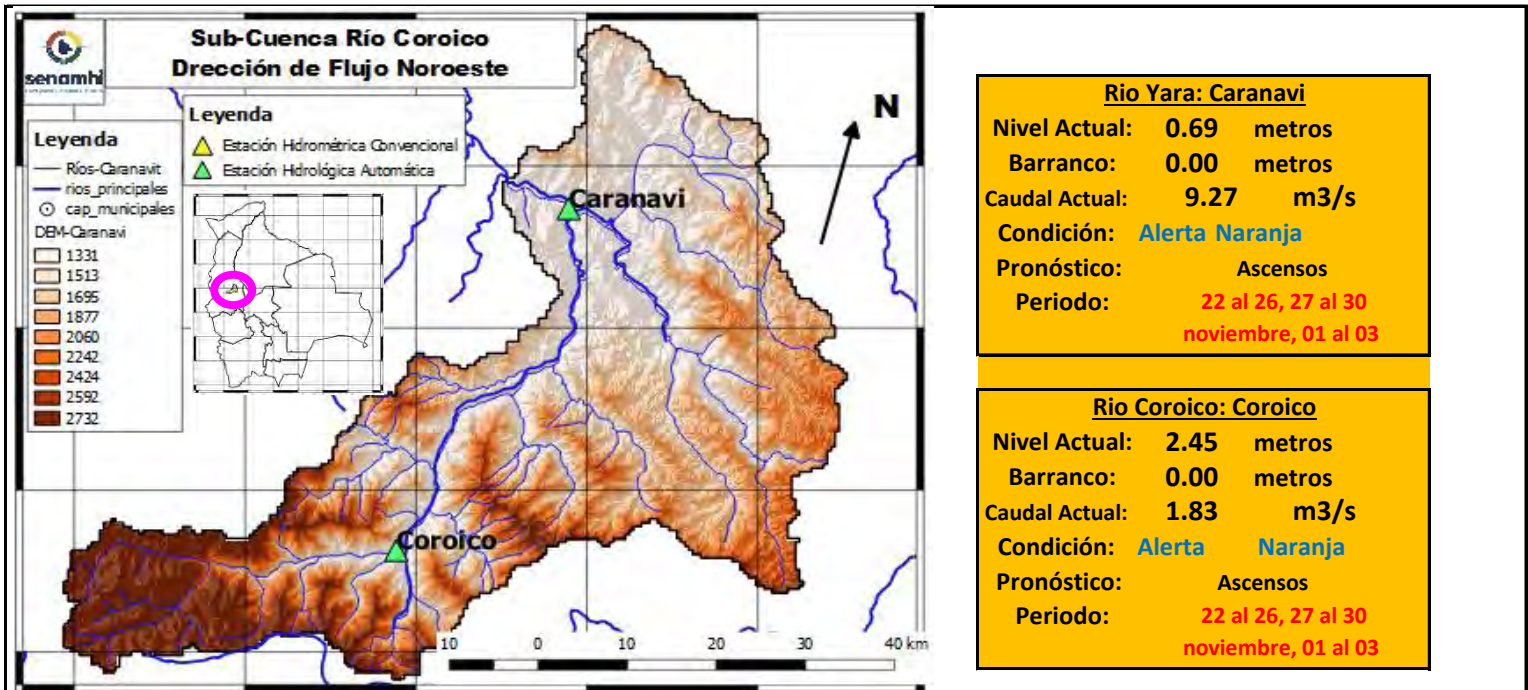 senamhi
Sub-Cuenca Río Coroico
Drección de Flujo Noroeste
Leyenda
Estación Hidrométrica Convencional
Estación Hidrológica Automática
Leyenda
Ríos-Caranavit
rios_principales
cap_municipales
DEM-Caranavi
1331
1513
1695
1877
2060
2242
2424
2592
2732
N
Caranavi
Coroico
10 0 10 20 30 40 km
Rio Yara: Caranavi
Nivel Actual: 0.69 metros
Barranco: 0.00 metros
Caudal Actual: 9.27 m3/s
Condición: Alerta Naranja
Pronóstico: Ascensos
Periodo: 22 al 26, 27 al 30
noviembre, 01 al 03
Rio Coroico: Coroico
Nivel Actual: 2.45 metros
Barranco: 0.00 metros
Caudal Actual: 1.83 m3/s
Condición: Alerta Naranja
Pronóstico: Ascensos
Periodo: 22 al 26, 27 al 30
noviembre, 01 al 03